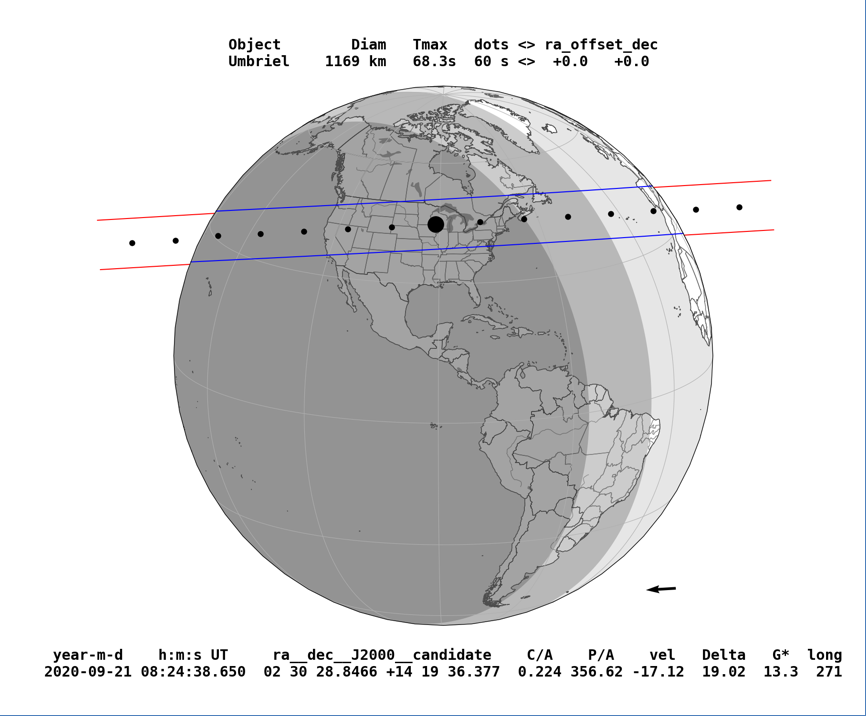 Object Diam Tmax dots <> ra_offset_dec
Umbriel 1169 km 68.3s 60 s <> +0.0 +0.0
year-m-d h:m:s UT ra__dec__J2000__candidate C/A P/A vel Delta G* long
2020-09-21 08:24:38.650 02 30 28.8466 +14 19 36.377 0.224 356.62 -17.12 19.02 13.3 271